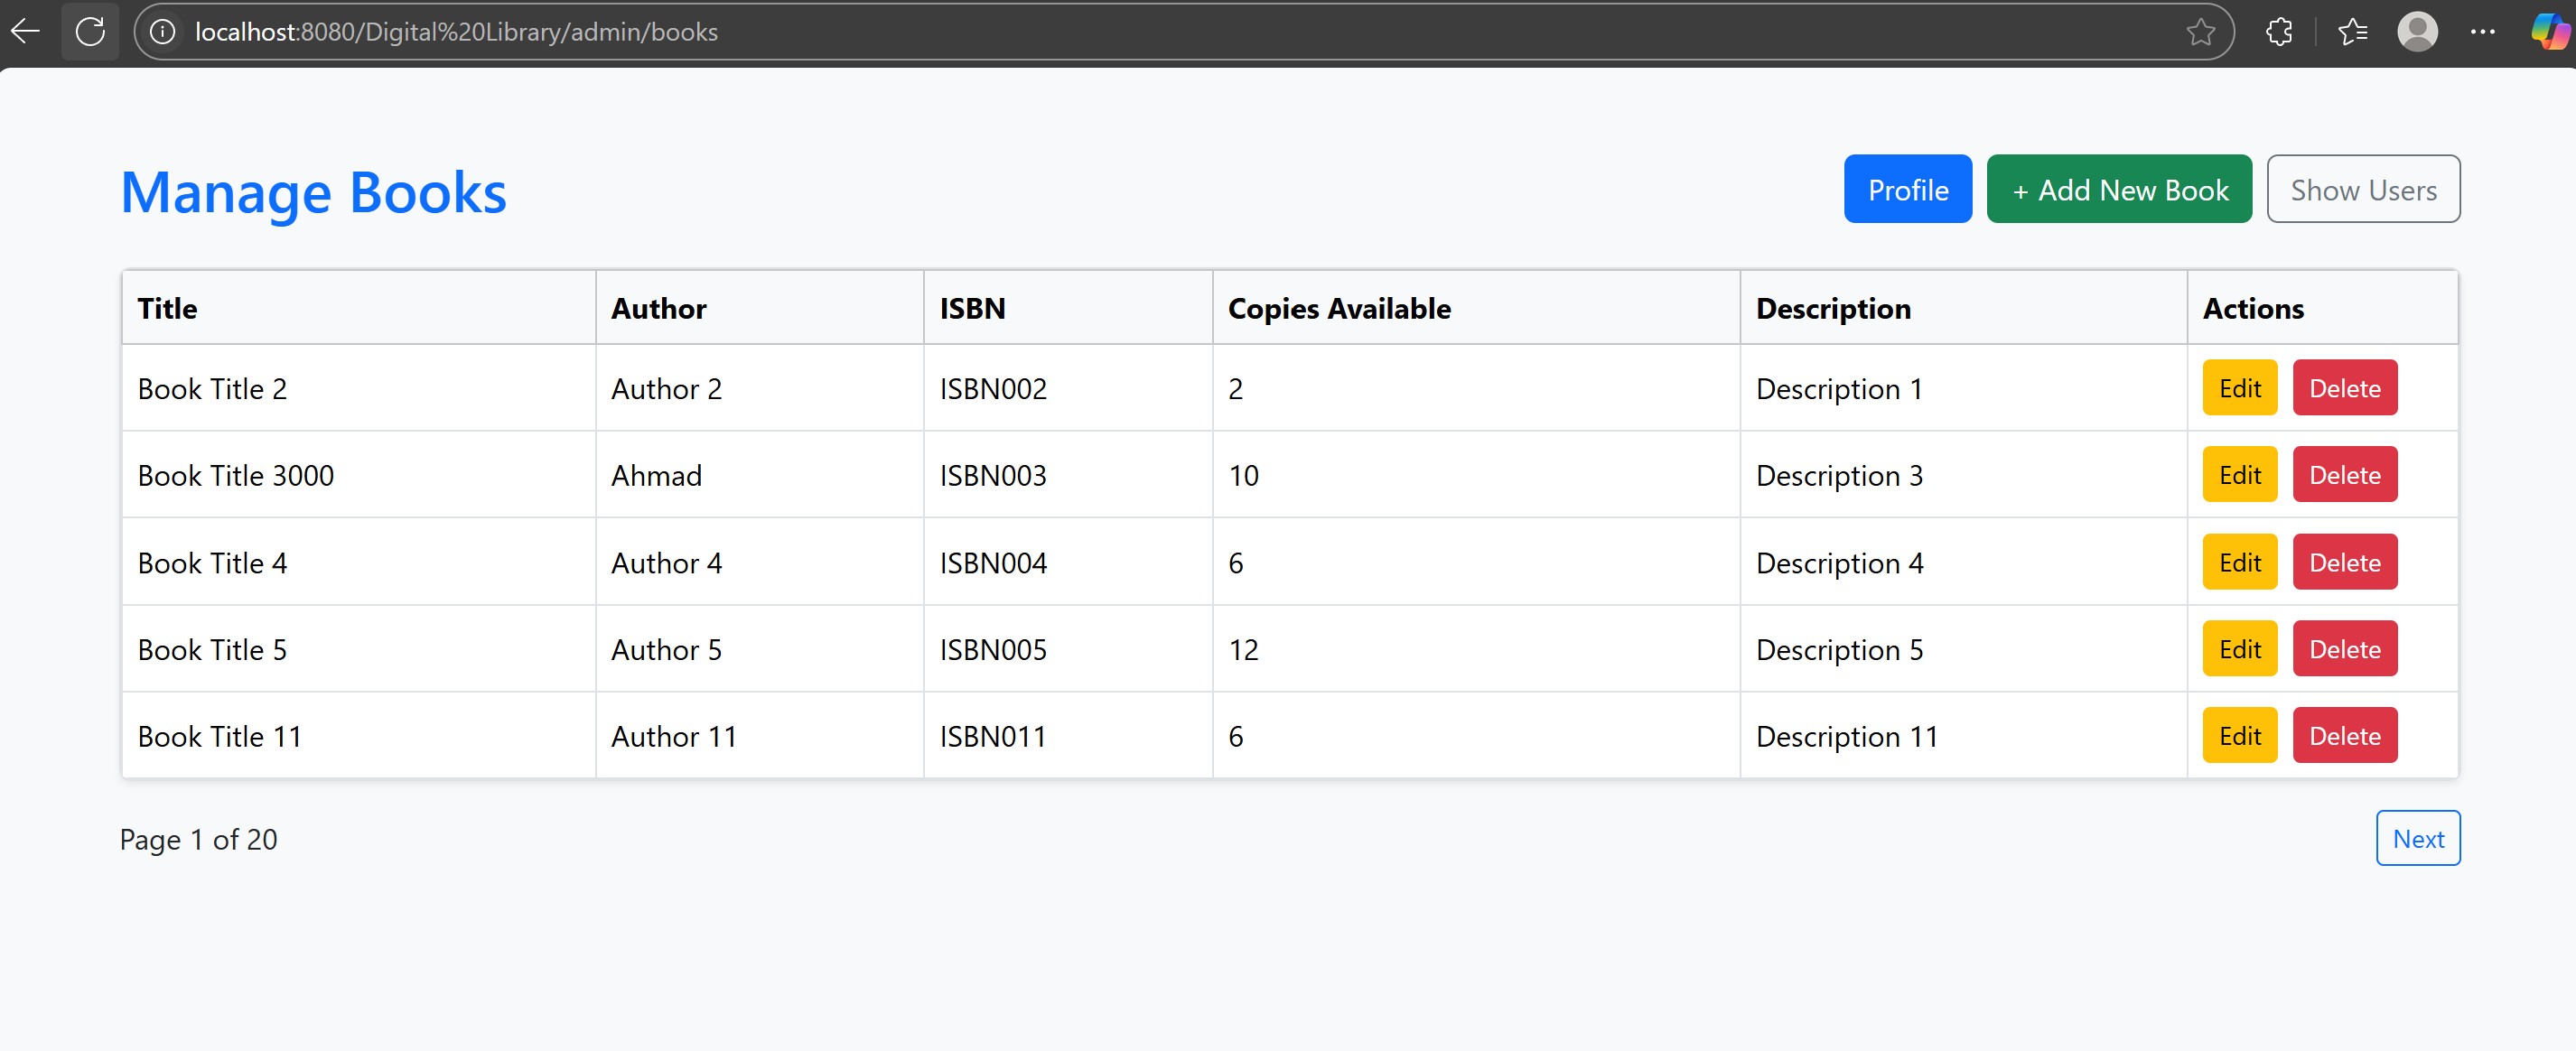 localhost:8080/Digital%20Library/admin/books
Manage Books
Profile
+ Add New Book
Show Users
Title Author ISBN Copies Available Description Actions
Book Title 2 Author 2 ISBN002 2 Description 1 Edit Delete
Book Title 3000 Ahmad ISBN003 10 Description 3 Edit Delete
Book Title 4 Author 4 ISBN004 6 Description 4 Edit Delete
Book Title 5 Author 5 ISBN005 12 Description 5 Edit Delete
Book Title 11 Author 11 ISBN011 6 Description 11 Edit Delete
Page 1 of 20
Next